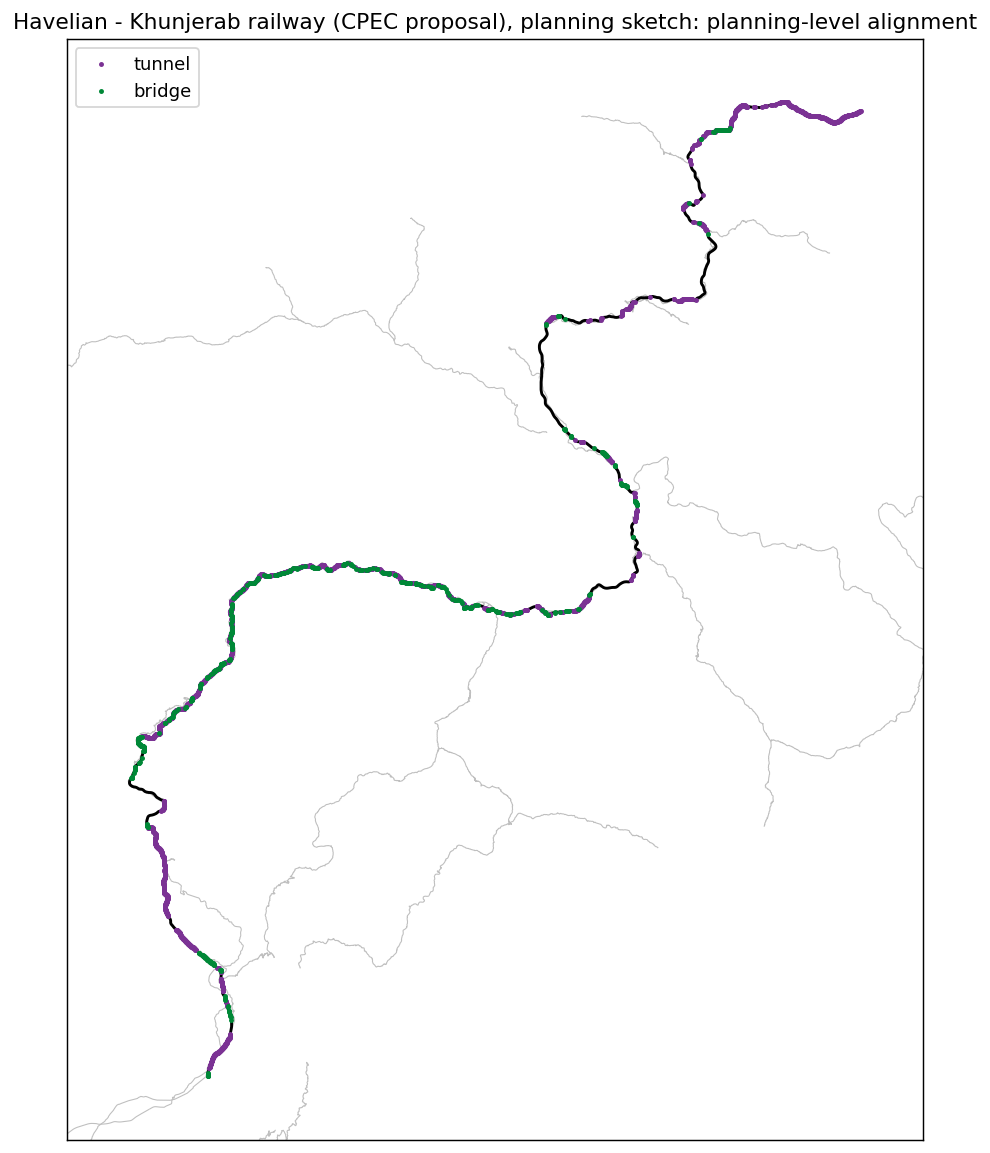 Havelian - Khunjerab railway (CPEC proposal), planning sketch: planning-level alignment
tunnel
bridge